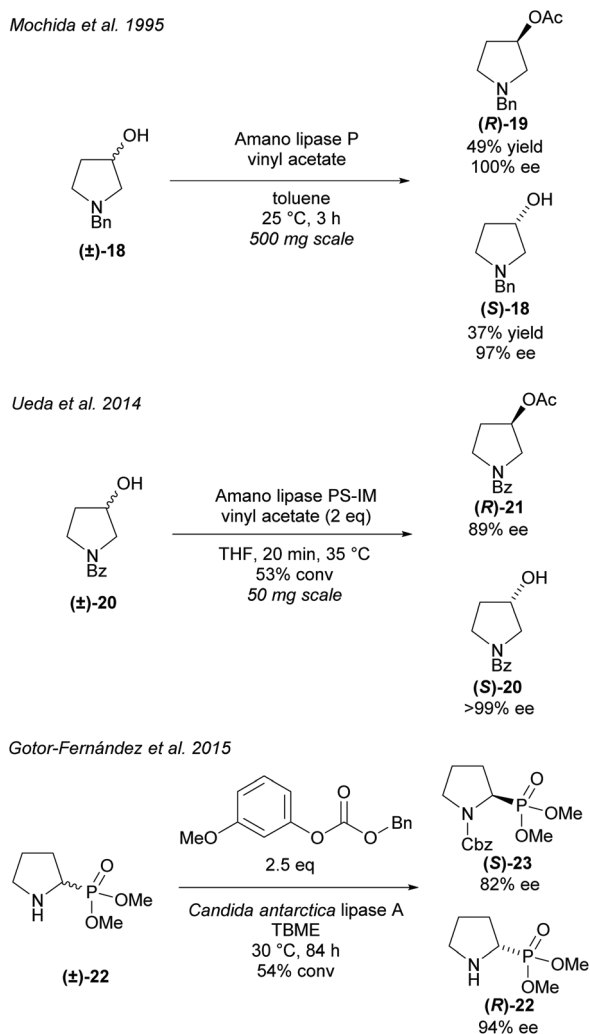 Mochida et al. 1995
OH
N
Bn
(±)-18
Amano lipase P
vinyl acetate
toluene
25 °C, 3 h
500 mg scale
OAc
N
Bn
(R)-19
49% yield
100% ee
OH
N
Bn
(S)-18
37% yield
97% ee
Ueda et al. 2014
OH
N
Bz
(±)-20
Amano lipase PS-IM
vinyl acetate (2 eq)
THF, 20 min, 35 °C
53% conv
50 mg scale
OAc
N
Bz
(R)-21
89% ee
OH
N
Bz
(S)-20
>99% ee
Gotor-Fernández et al. 2015
O
P
OMe
N
H
OMe
(±)-22
O
MeO
O
O
Bn
2.5 eq
Candida antarctica lipase A
TBME
30 °C, 84 h
54% conv
O
P
OMe
N
OMe
Cbz
(S)-23
82% ee
O
P
OMe
N
H
OMe
(R)-22
94% ee